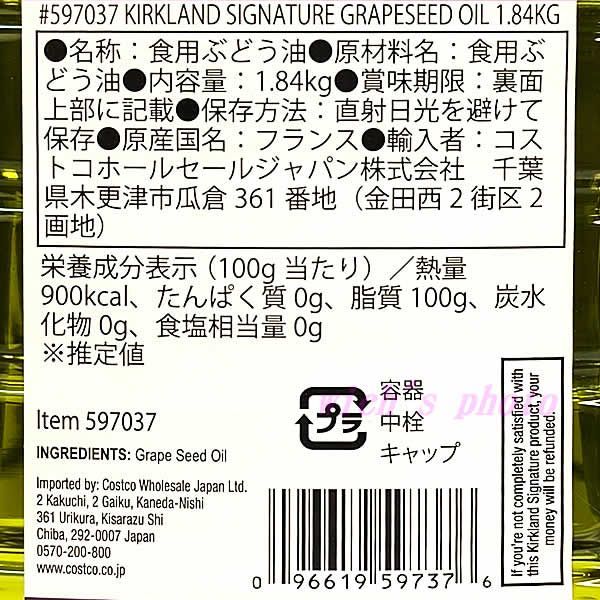 #597037 KIRKLAND SIGNATURE GRAPESEED OIL 1.84KG
●名称：食用ぶどう油●原材料名：食用ぶ
どう油●内容量：1.84kg●賞味期限：裏面
上部に記載●保存方法：直射日光を避けて
保存●原産国名：フランス●輸入者：コス
トコホールセールジャパン株式会社　千葉
県木更津市瓜倉 361 番地（金田西 2 街区 2
画地）
栄養成分表示（100g 当たり）／熱量
900kcal、たんぱく質 0g、脂質 100g、炭水
化物 0g、食塩相当量 0g
※推定値
Item 597037
INGREDIENTS: Grape Seed Oil
Imported by: Costco Wholesale Japan Ltd.
2 Kakuchi, 2 Gaiku, Kaneda-Nishi
361 Urikura, Kisarazu Shi
Chiba, 292-0007 Japan
0570-200-800
www.costco.co.jp
プラ
容器
中栓
キャップ
0 96619 59737 6
If you're not completely satisfied with
this Kirkland Signature product, your
money will be refunded.